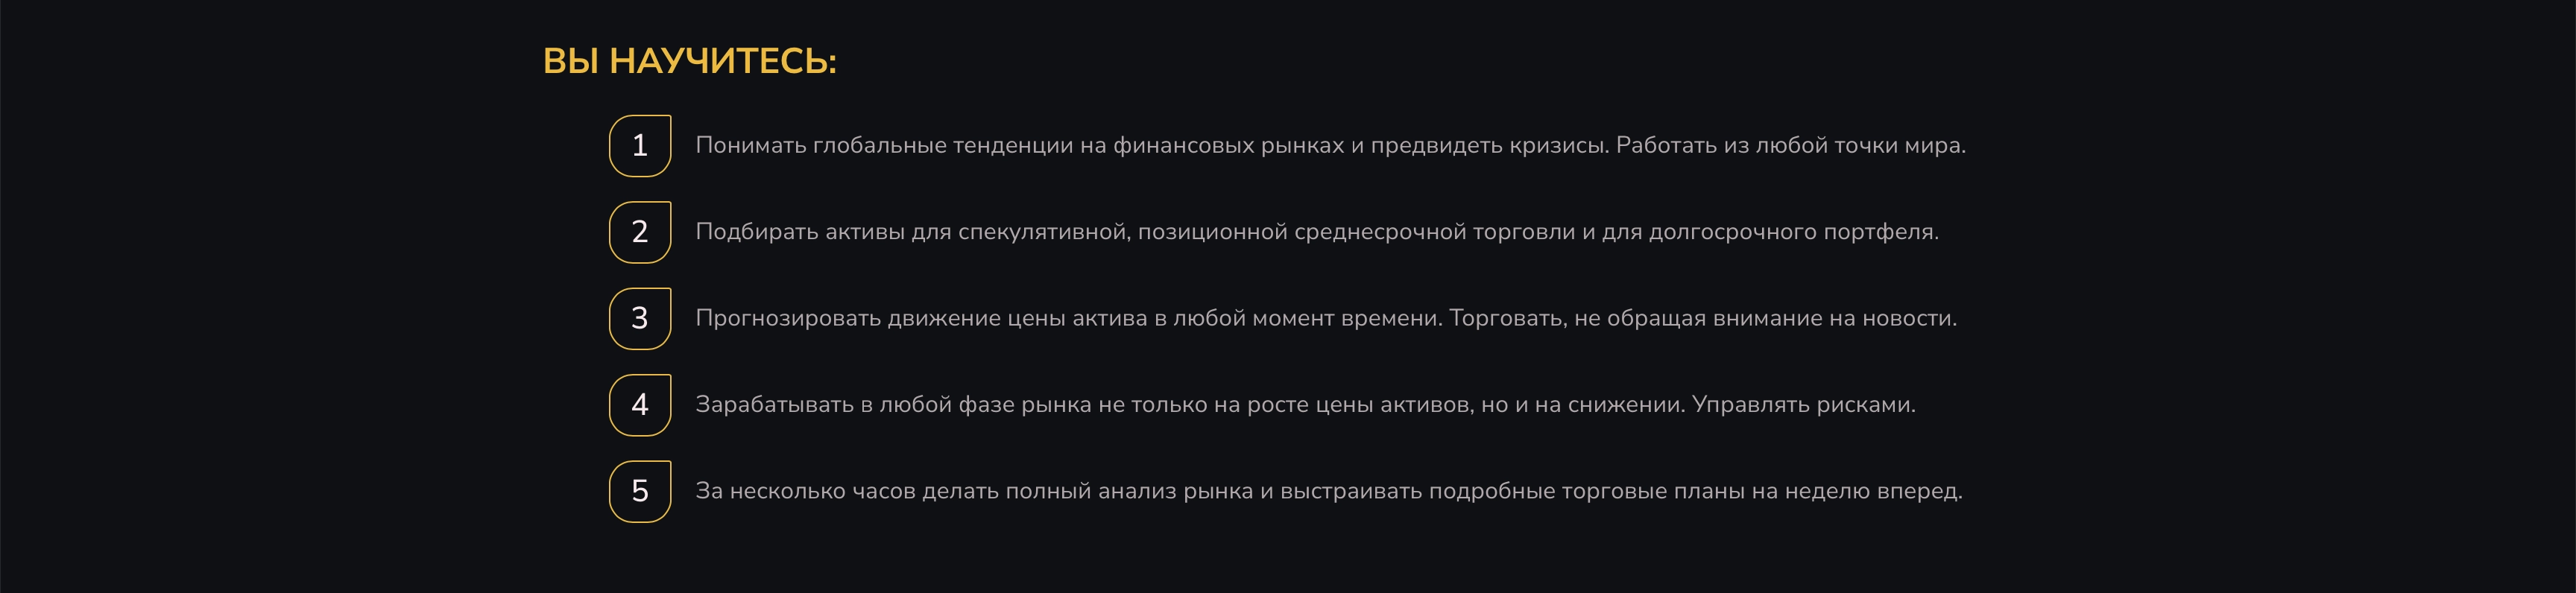 ВЫ НАУЧИТЕСЬ:
1 Понимать глобальные тенденции на финансовых рынках и предвидеть кризисы. Работать из любой точки мира.
2 Подбирать активы для спекулятивной, позиционной среднесрочной торговли и для долгосрочного портфеля.
3 Прогнозировать движение цены актива в любой момент времени. Торговать, не обращая внимание на новости.
4 Зарабатывать в любой фазе рынка не только на росте цены активов, но и на снижении. Управлять рисками.
5 За несколько часов делать полный анализ рынка и выстраивать подробные торговые планы на неделю вперед.